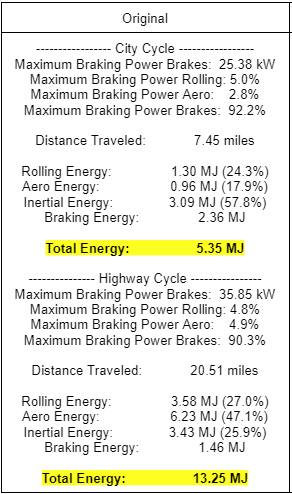 Original
----------------- City Cycle -----------------
Maximum Braking Power Brakes: 25.38 kW
Maximum Braking Power Rolling: 5.0%
Maximum Braking Power Aero: 2.8%
Maximum Braking Power Brakes: 92.2%
Distance Traveled: 7.45 miles
Rolling Energy: 1.30 MJ (24.3%)
Aero Energy: 0.96 MJ (17.9%)
Inertial Energy: 3.09 MJ (57.8%)
Braking Energy: 2.36 MJ
Total Energy: 5.35 MJ
--------------- Highway Cycle ----------------
Maximum Braking Power Brakes: 35.85 kW
Maximum Braking Power Rolling: 4.8%
Maximum Braking Power Aero: 4.9%
Maximum Braking Power Brakes: 90.3%
Distance Traveled: 20.51 miles
Rolling Energy: 3.58 MJ (27.0%)
Aero Energy: 6.23 MJ (47.1%)
Inertial Energy: 3.43 MJ (25.9%)
Braking Energy: 1.46 MJ
Total Energy: 13.25 MJ